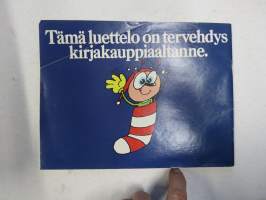 Tämä luettelo on tervehdys
kirjakauppiaaltanne.